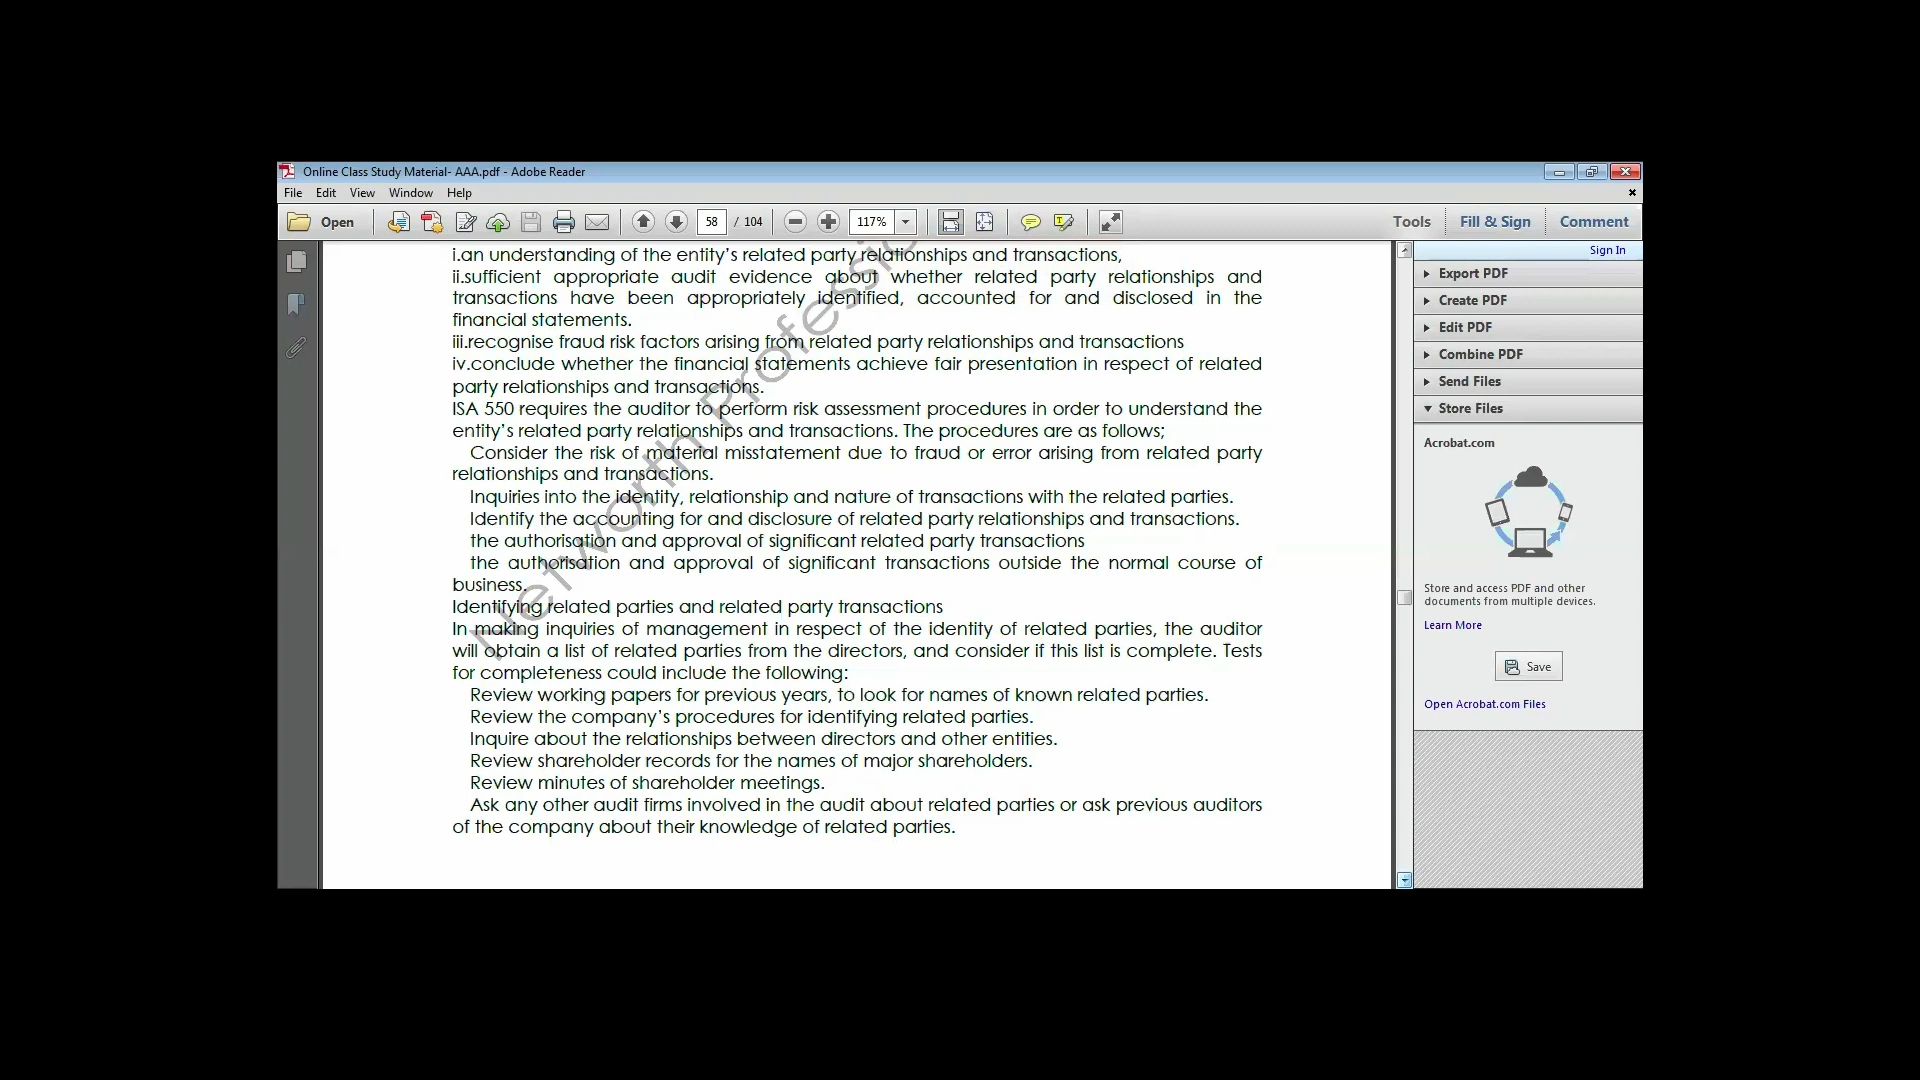 Online Class Study Material- AAA.pdf - Adobe Reader
File Edit View Window Help
Open 58 / 104 117% Tools Fill & Sign Comment
Sign In
Export PDF
Create PDF
Edit PDF
Combine PDF
Send Files
Store Files
Acrobat.com
Store and access PDF and other
documents from multiple devices.
Learn More
Save
Open Acrobat.com Files
i.an understanding of the entity’s related party relationships and transactions,
ii.sufficient appropriate audit evidence about whether related party relationships and
transactions have been appropriately identified, accounted for and disclosed in the
financial statements.
iii.recognise fraud risk factors arising from related party relationships and transactions
iv.conclude whether the financial statements achieve fair presentation in respect of related
party relationships and transactions.
ISA 550 requires the auditor to perform risk assessment procedures in order to understand the
entity’s related party relationships and transactions. The procedures are as follows;
Consider the risk of material misstatement due to fraud or error arising from related party
relationships and transactions.
Inquiries into the identity, relationship and nature of transactions with the related parties.
Identify the accounting for and disclosure of related party relationships and transactions.
the authorisation and approval of significant related party transactions
the authorisation and approval of significant transactions outside the normal course of
business.
Identifying related parties and related party transactions
In making inquiries of management in respect of the identity of related parties, the auditor
will obtain a list of related parties from the directors, and consider if this list is complete. Tests
for completeness could include the following:
Review working papers for previous years, to look for names of known related parties.
Review the company’s procedures for identifying related parties.
Inquire about the relationships between directors and other entities.
Review shareholder records for the names of major shareholders.
Review minutes of shareholder meetings.
Ask any other audit firms involved in the audit about related parties or ask previous auditors
of the company about their knowledge of related parties.
Networth Professio